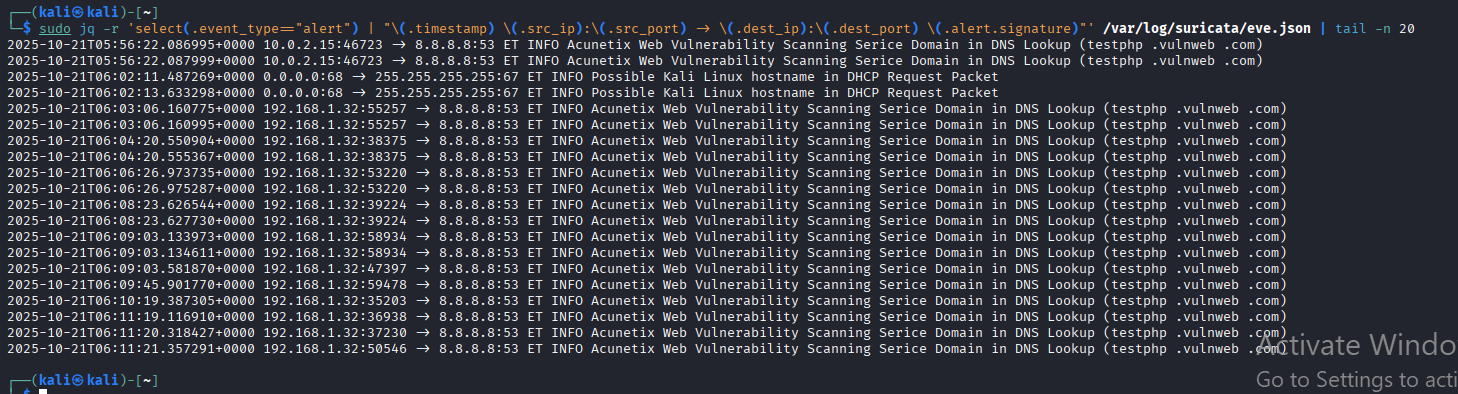 ┌──(kali㉿kali)-[~]
└─$ sudo jq -r 'select(.event_type=="alert") | "\(.timestamp) \(.src_ip):\(.src_port) → \(.dest_ip):\(.dest_port) \(.alert.signature)"' /var/log/suricata/eve.json | tail -n 20
2025-10-21T05:56:22.086995+0000 10.0.2.15:46723 → 8.8.8.8:53 ET INFO Acunetix Web Vulnerability Scanning Serice Domain in DNS Lookup (testphp .vulnweb .com)
2025-10-21T05:56:22.087999+0000 10.0.2.15:46723 → 8.8.8.8:53 ET INFO Acunetix Web Vulnerability Scanning Serice Domain in DNS Lookup (testphp .vulnweb .com)
2025-10-21T06:02:11.487269+0000 0.0.0.0:68 → 255.255.255.255:67 ET INFO Possible Kali Linux hostname in DHCP Request Packet
2025-10-21T06:02:13.633298+0000 0.0.0.0:68 → 255.255.255.255:67 ET INFO Possible Kali Linux hostname in DHCP Request Packet
2025-10-21T06:03:06.160775+0000 192.168.1.32:55257 → 8.8.8.8:53 ET INFO Acunetix Web Vulnerability Scanning Serice Domain in DNS Lookup (testphp .vulnweb .com)
2025-10-21T06:03:06.160995+0000 192.168.1.32:55257 → 8.8.8.8:53 ET INFO Acunetix Web Vulnerability Scanning Serice Domain in DNS Lookup (testphp .vulnweb .com)
2025-10-21T06:04:20.550904+0000 192.168.1.32:38375 → 8.8.8.8:53 ET INFO Acunetix Web Vulnerability Scanning Serice Domain in DNS Lookup (testphp .vulnweb .com)
2025-10-21T06:04:20.555367+0000 192.168.1.32:38375 → 8.8.8.8:53 ET INFO Acunetix Web Vulnerability Scanning Serice Domain in DNS Lookup (testphp .vulnweb .com)
2025-10-21T06:06:26.973735+0000 192.168.1.32:53220 → 8.8.8.8:53 ET INFO Acunetix Web Vulnerability Scanning Serice Domain in DNS Lookup (testphp .vulnweb .com)
2025-10-21T06:06:26.975287+0000 192.168.1.32:53220 → 8.8.8.8:53 ET INFO Acunetix Web Vulnerability Scanning Serice Domain in DNS Lookup (testphp .vulnweb .com)
2025-10-21T06:08:23.626544+0000 192.168.1.32:39224 → 8.8.8.8:53 ET INFO Acunetix Web Vulnerability Scanning Serice Domain in DNS Lookup (testphp .vulnweb .com)
2025-10-21T06:08:23.627730+0000 192.168.1.32:39224 → 8.8.8.8:53 ET INFO Acunetix Web Vulnerability Scanning Serice Domain in DNS Lookup (testphp .vulnweb .com)
2025-10-21T06:09:03.133973+0000 192.168.1.32:58934 → 8.8.8.8:53 ET INFO Acunetix Web Vulnerability Scanning Serice Domain in DNS Lookup (testphp .vulnweb .com)
2025-10-21T06:09:03.134611+0000 192.168.1.32:58934 → 8.8.8.8:53 ET INFO Acunetix Web Vulnerability Scanning Serice Domain in DNS Lookup (testphp .vulnweb .com)
2025-10-21T06:09:03.581870+0000 192.168.1.32:47397 → 8.8.8.8:53 ET INFO Acunetix Web Vulnerability Scanning Serice Domain in DNS Lookup (testphp .vulnweb .com)
2025-10-21T06:09:45.901770+0000 192.168.1.32:59478 → 8.8.8.8:53 ET INFO Acunetix Web Vulnerability Scanning Serice Domain in DNS Lookup (testphp .vulnweb .com)
2025-10-21T06:10:19.387305+0000 192.168.1.32:35203 → 8.8.8.8:53 ET INFO Acunetix Web Vulnerability Scanning Serice Domain in DNS Lookup (testphp .vulnweb .com)
2025-10-21T06:11:19.116910+0000 192.168.1.32:36938 → 8.8.8.8:53 ET INFO Acunetix Web Vulnerability Scanning Serice Domain in DNS Lookup (testphp .vulnweb .com)
2025-10-21T06:11:20.318427+0000 192.168.1.32:37230 → 8.8.8.8:53 ET INFO Acunetix Web Vulnerability Scanning Serice Domain in DNS Lookup (testphp .vulnweb .com)
2025-10-21T06:11:21.357291+0000 192.168.1.32:50546 → 8.8.8.8:53 ET INFO Acunetix Web Vulnerability Scanning Serice Domain in DNS Lookup (testphp .vulnweb .com)
Activate Windo
┌──(kali㉿kali)-[~]
Go to Settings to acti
└─$